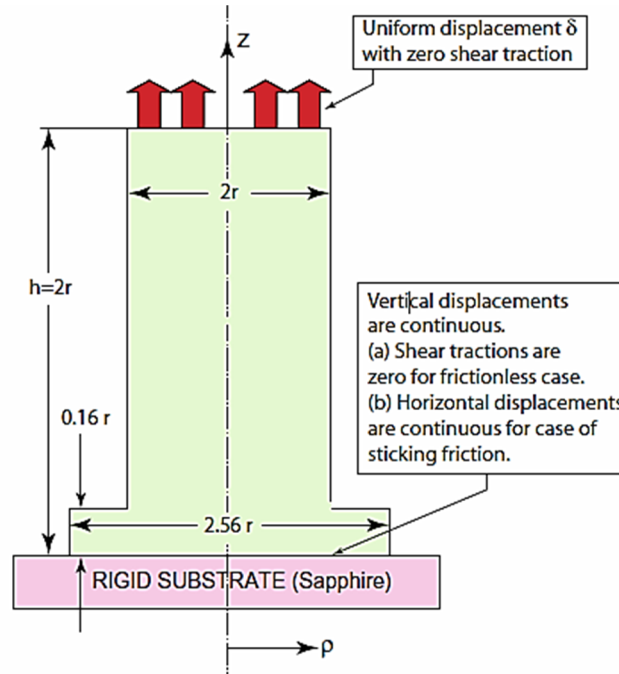 Uniform displacement δ
with zero shear traction
z
2r
h=2r
Vertical displacements
are continuous.
(a) Shear tractions are
zero for frictionless case.
(b) Horizontal displacements
are continuous for case of
sticking friction.
0.16 r
2.56 r
RIGID SUBSTRATE (Sapphire)
ρ